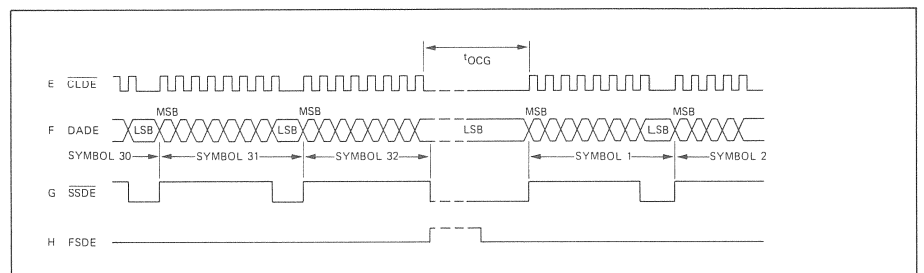 tOCG
E CLDE
MSB MSB MSB MSB
F DADE LSB LSB LSB LSB
SYMBOL 30 SYMBOL 31 SYMBOL 32 SYMBOL 1 SYMBOL 2
G SSDE
H FSDE